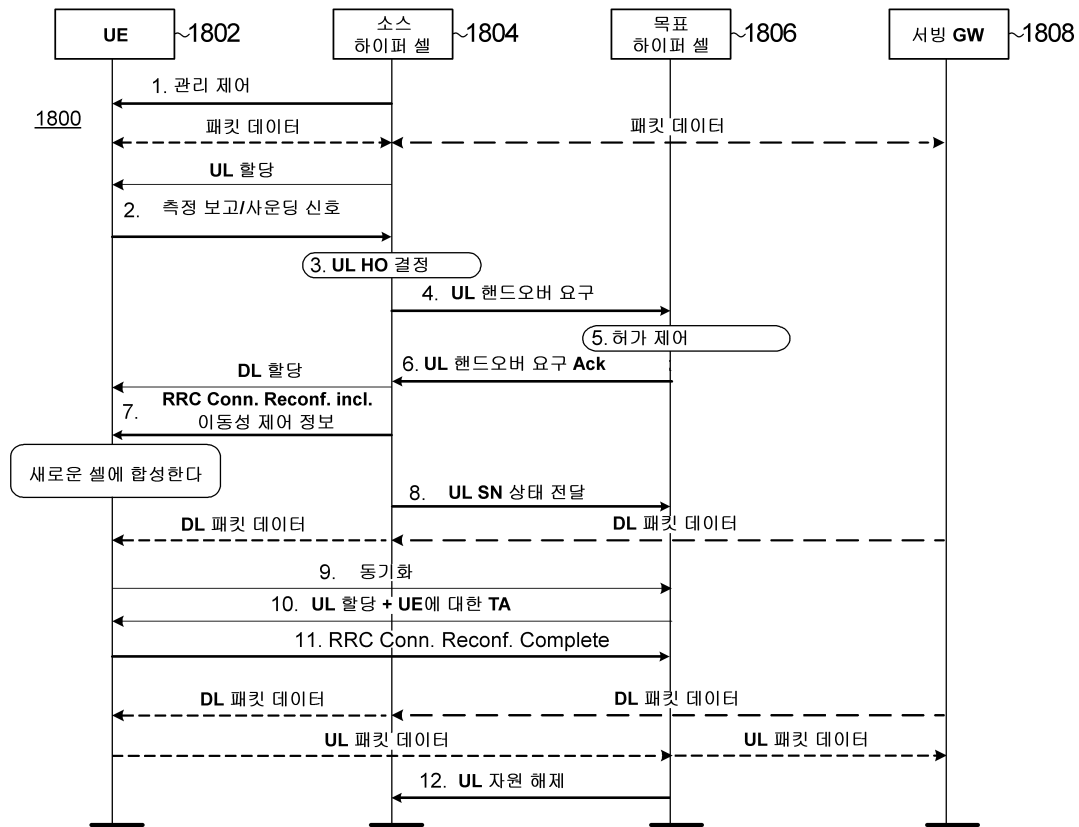 UE
1802
소스
하이퍼 셀
1804
목표
하이퍼 셀
1806
서빙 GW
1808
1800
1. 관리 제어
패킷 데이터
패킷 데이터
UL 할당
2. 측정 보고/사운딩 신호
3. UL HO 결정
4. UL 핸드오버 요구
5. 허가 제어
6. UL 핸드오버 요구 Ack
DL 할당
7. RRC Conn. Reconf. incl.
이동성 제어 정보
새로운 셀에 합성한다
8. UL SN 상태 전달
DL 패킷 데이터
DL 패킷 데이터
9. 동기화
10. UL 할당 + UE에 대한 TA
11. RRC Conn. Reconf. Complete
DL 패킷 데이터
DL 패킷 데이터
UL 패킷 데이터
UL 패킷 데이터
12. UL 자원 해제